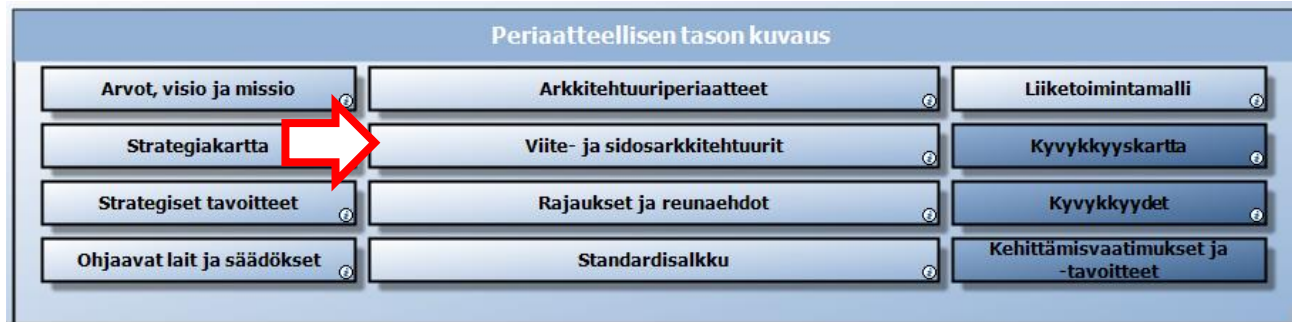 Periaatteellisen tason kuvaus
Arvot, visio ja missio
Arkkitehtuuriperiaatteet
Liiketoimintamalli
Strategiakartta
Viite- ja sidosarkkitehtuurit
Kyvykkyyskartta
Strategiset tavoitteet
Rajaukset ja reunaehdot
Kyvykkyydet
Ohjaavat lait ja säädökset
Standardisalkku
Kehittämisvaatimukset ja
-tavoitteet